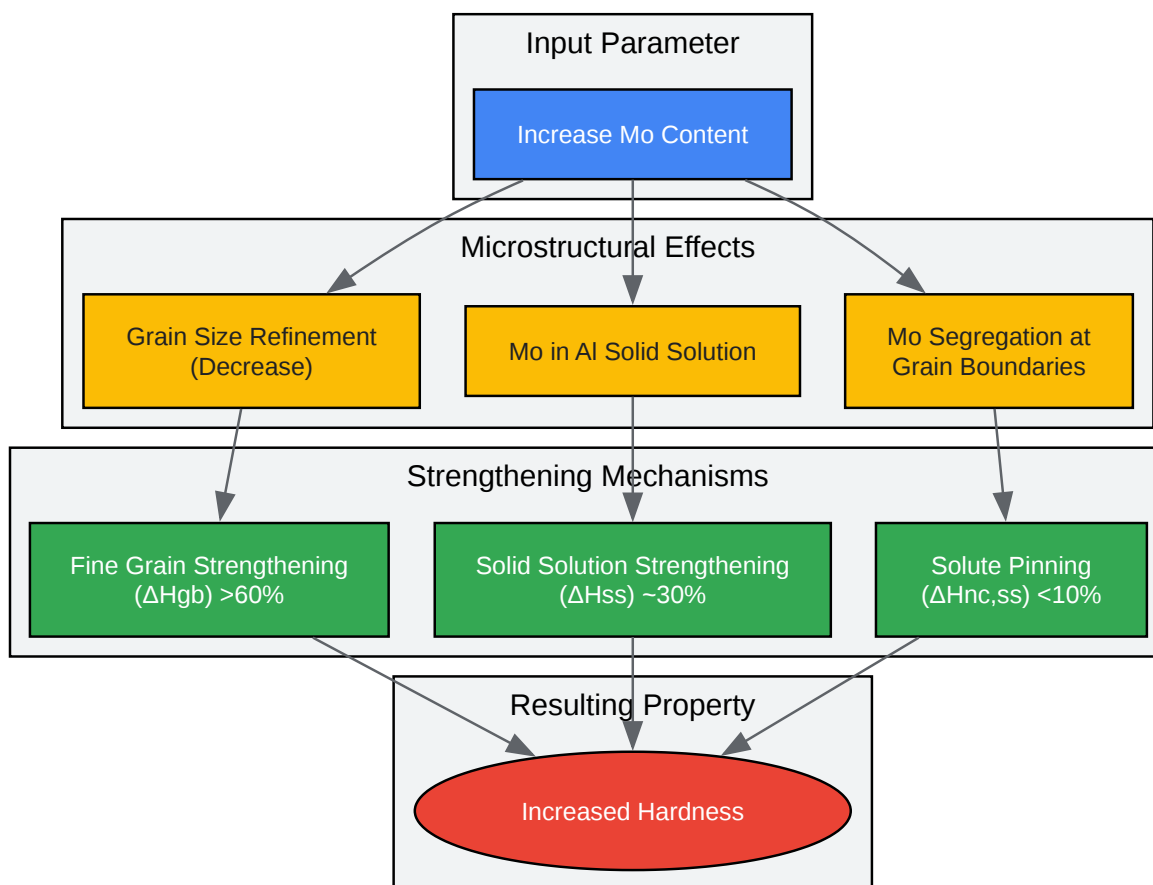 Input Parameter
Increase Mo Content
Microstructural Effects
Grain Size Refinement
(Decrease)
Mo in Al Solid Solution
Mo Segregation at
Grain Boundaries
Strengthening Mechanisms
Fine Grain Strengthening
(ΔHgb) >60%
Solid Solution Strengthening
(ΔHss) ~30%
Solute Pinning
(ΔHnc,ss) <10%
Resulting Property
Increased Hardness